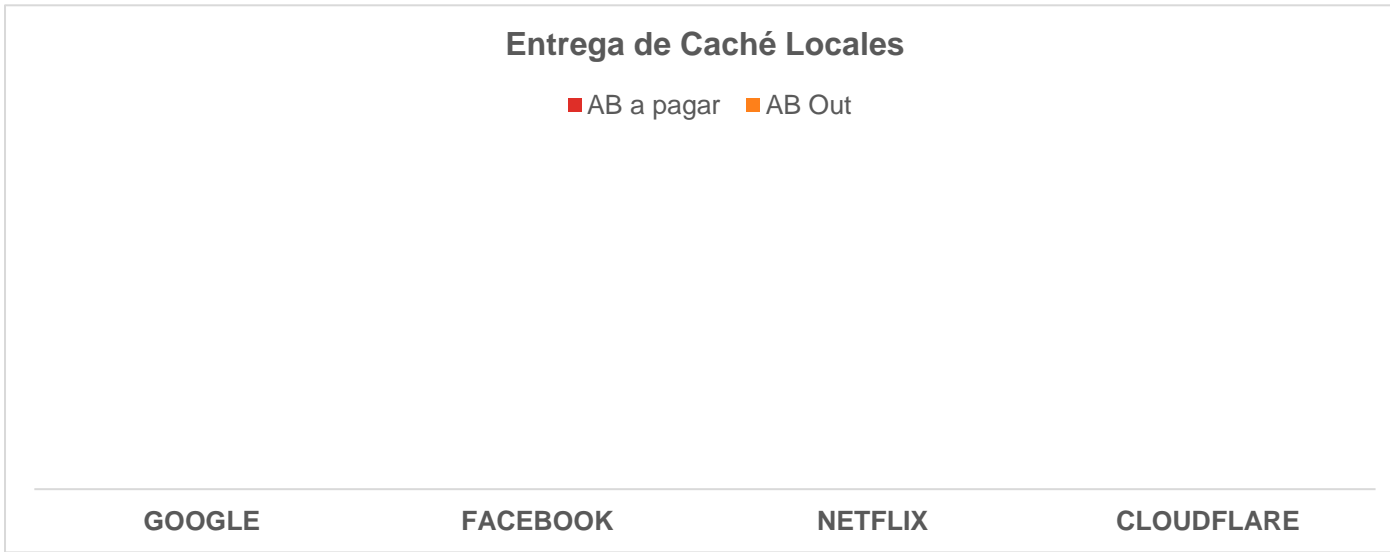 Entrega de Caché Locales
AB a pagar AB Out
GOOGLE FACEBOOK NETFLIX CLOUDFLARE